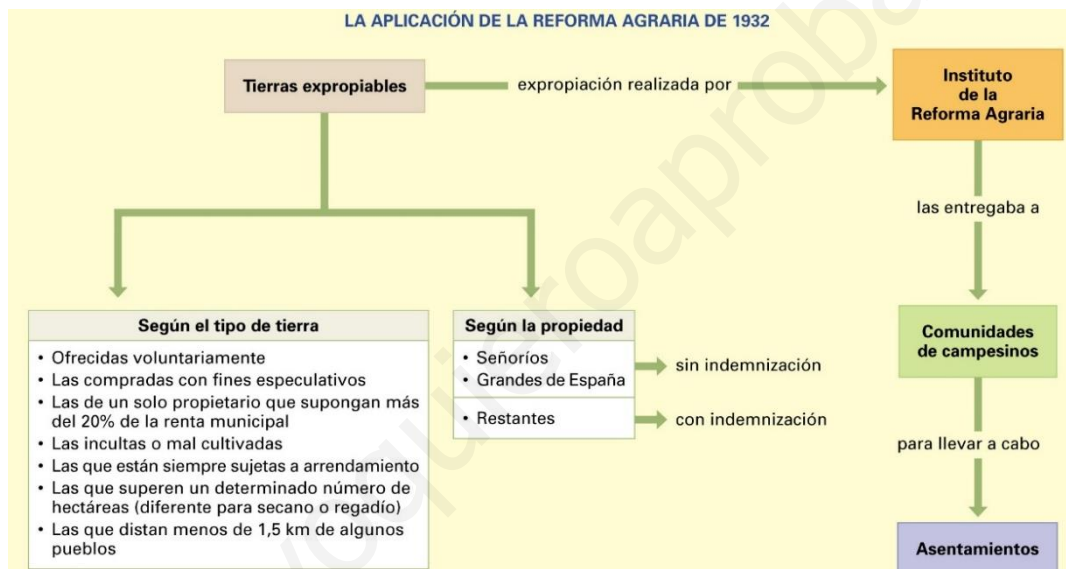 LA APLICACIÓN DE LA REFORMA AGRARIA DE 1932
Tierras expropiables
expropiación realizada por
Instituto
de la
Reforma Agraria
las entregaba a
Según el tipo de tierra
• Ofrecidas voluntariamente
• Las compradas con fines especulativos
• Las de un solo propietario que supongan más
del 20% de la renta municipal
• Las incultas o mal cultivadas
• Las que están siempre sujetas a arrendamiento
• Las que superen un determinado número de
hectáreas (diferente para secano o regadío)
• Las que distan menos de 1,5 km de algunos
pueblos
Según la propiedad
• Señoríos
• Grandes de España
sin indemnización
• Restantes
con indemnización
Comunidades
de campesinos
para llevar a cabo
Asentamientos
yoquieroaproba